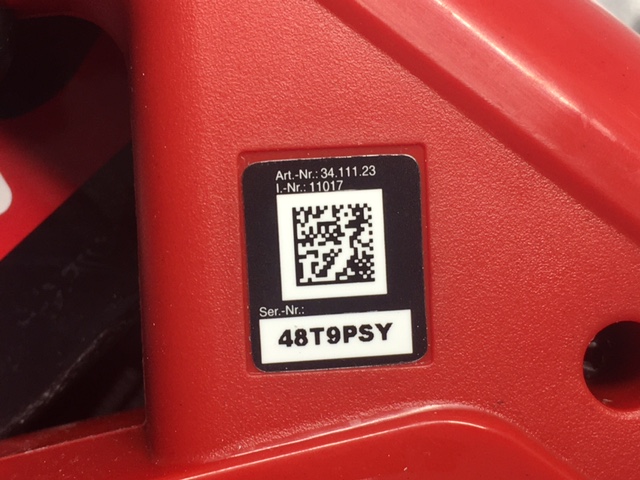 Art.-Nr.: 34.111.23
I.-Nr.: 11017
Ser.-Nr.:
48T9PSY